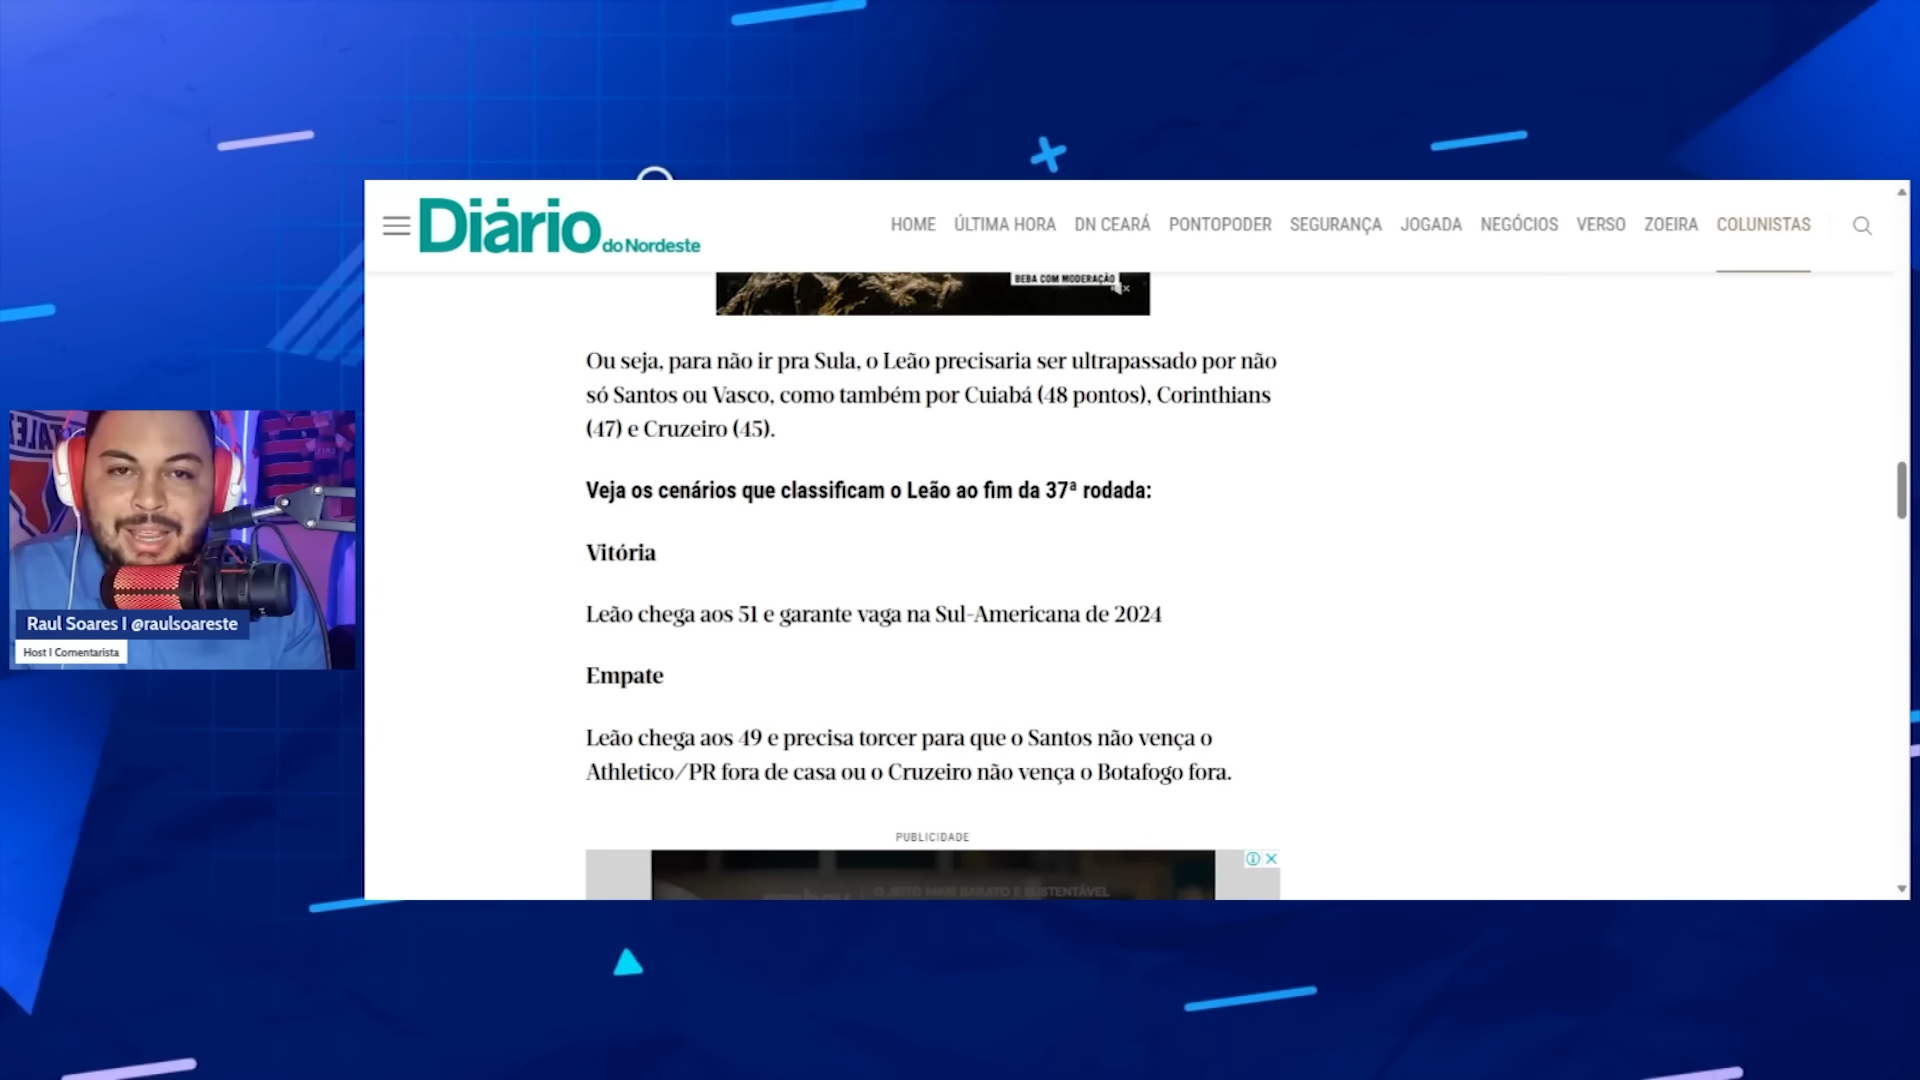 Diário do Nordeste
HOME ÚLTIMA HORA DN CEARÁ PONTOPODER SEGURANÇA JOGADA NEGÓCIOS VERSO ZOEIRA COLUNISTAS
BEBA COM MODERAÇÃO
Ou seja, para não ir pra Sula, o Leão precisaria ser ultrapassado por não
só Santos ou Vasco, como também por Cuiabá (48 pontos), Corinthians
(47) e Cruzeiro (45).
Veja os cenários que classificam o Leão ao fim da 37ª rodada:
Vitória
Leão chega aos 51 e garante vaga na Sul-Americana de 2024
Empate
Leão chega aos 49 e precisa torcer para que o Santos não vença o
Athletico/PR fora de casa ou o Cruzeiro não vença o Botafogo fora.
PUBLICIDADE
O JEITO MAIS BARATO E SUSTENTÁVEL
Raul Soares I @raulsoareste
Host I Comentarista